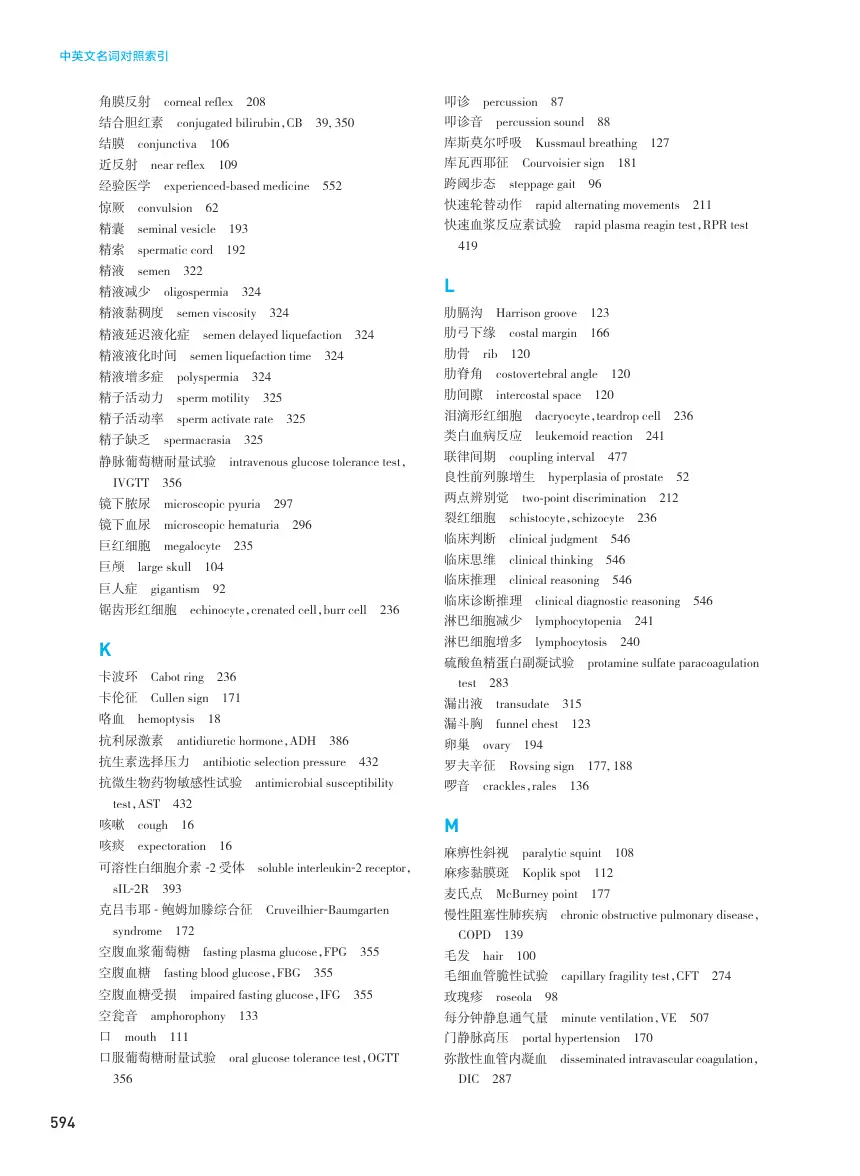 中英文名词对照索引
角膜反射 corneal reflex 208
结合胆红素 conjugated bilirubin,CB 39, 350
结膜 conjunctiva 106
近反射 near reflex 109
经验医学 experienced-based medicine 552
惊厥 convulsion 62
精囊 seminal vesicle 193
精索 spermatic cord 192
精液 semen 322
精液减少 oligospermia 324
精液黏稠度 semen viscosity 324
精液延迟液化症 semen delayed liquefaction 324
精液液化时间 semen liquefaction time 324
精液增多症 polyspermia 324
精子活动力 sperm motility 325
精子活动率 sperm activate rate 325
精子缺乏 spermacrasia 325
静脉葡萄糖耐量试验 intravenous glucose tolerance test,
IVGTT 356
镜下脓尿 microscopic pyuria 297
镜下血尿 microscopic hematuria 296
巨红细胞 megalocyte 235
巨颅 large skull 104
巨人症 gigantism 92
锯齿形红细胞 echinocyte,crenated cell,burr cell 236
K
卡波环 Cabot ring 236
卡伦征 Cullen sign 171
咯血 hemoptysis 18
抗利尿激素 antidiuretic hormone,ADH 386
抗生素选择压力 antibiotic selection pressure 432
抗微生物药物敏感性试验 antimicrobial susceptibility
test,AST 432
咳嗽 cough 16
咳痰 expectoration 16
可溶性白细胞介素 -2 受体 soluble interleukin-2 receptor,
sIL-2R 393
克吕韦耶 - 鲍姆加滕综合征 Cruveilhier-Baumgarten
syndrome 172
空腹血浆葡萄糖 fasting plasma glucose,FPG 355
空腹血糖 fasting blood glucose,FBG 355
空腹血糖受损 impaired fasting glucose,IFG 355
空瓮音 amphorophony 133
口 mouth 111
口服葡萄糖耐量试验 oral glucose tolerance test,OGTT
356
叩诊 percussion 87
叩诊音 percussion sound 88
库斯莫尔呼吸 Kussmaul breathing 127
库瓦西耶征 Courvoisier sign 181
跨阈步态 steppage gait 96
快速轮替动作 rapid alternating movements 211
快速血浆反应素试验 rapid plasma reagin test,RPR test
419
L
肋膈沟 Harrison groove 123
肋弓下缘 costal margin 166
肋骨 rib 120
肋脊角 costovertebral angle 120
肋间隙 intercostal space 120
泪滴形红细胞 dacryocyte,teardrop cell 236
类白血病反应 leukemoid reaction 241
联律间期 coupling interval 477
良性前列腺增生 hyperplasia of prostate 52
两点辨别觉 two-point discrimination 212
裂红细胞 schistocyte,schizocyte 236
临床判断 clinical judgment 546
临床思维 clinical thinking 546
临床推理 clinical reasoning 546
临床诊断推理 clinical diagnostic reasoning 546
淋巴细胞减少 lymphocytopenia 241
淋巴细胞增多 lymphocytosis 240
硫酸鱼精蛋白副凝试验 protamine sulfate paracoagulation
test 283
漏出液 transudate 315
漏斗胸 funnel chest 123
卵巢 ovary 194
罗夫辛征 Rovsing sign 177, 188
啰音 crackles,rales 136
M
麻痹性斜视 paralytic squint 108
麻疹黏膜斑 Koplik spot 112
麦氏点 McBurney point 177
慢性阻塞性肺疾病 chronic obstructive pulmonary disease,
COPD 139
毛发 hair 100
毛细血管脆性试验 capillary fragility test,CFT 274
玫瑰疹 roseola 98
每分钟静息通气量 minute ventilation,VE 507
门静脉高压 portal hypertension 170
弥散性血管内凝血 disseminated intravascular coagulation,
DIC 287
594